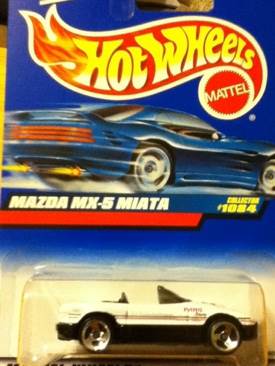 HOT WHEELS
MATTEL
MAZDA MX-5 MIATA
COLLECTOR
#1084